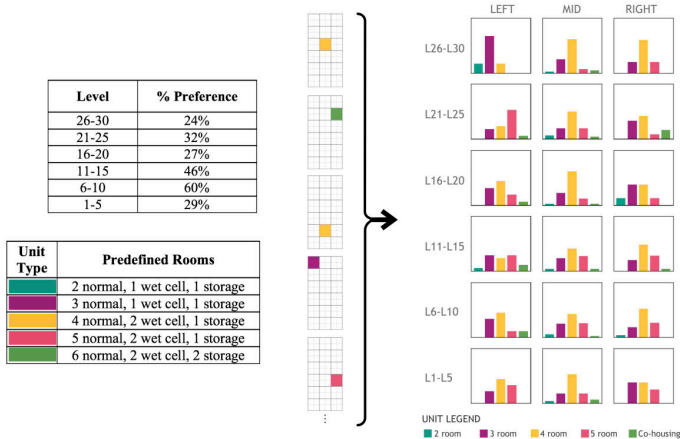 Level % Preference
26-30 24%
21-25 32%
16-20 27%
11-15 46%
6-10 60%
1-5 29%
Unit Type Predefined Rooms
2 normal, 1 wet cell, 1 storage
3 normal, 1 wet cell, 1 storage
4 normal, 2 wet cell, 1 storage
5 normal, 2 wet cell, 1 storage
6 normal, 2 wet cell, 2 storage
⋮
LEFT MID RIGHT
L26-L30
L21-L25
L16-L20
L11-L15
L6-L10
L1-L5
UNIT LEGEND
2 room 3 room 4 room 5 room Co-housing